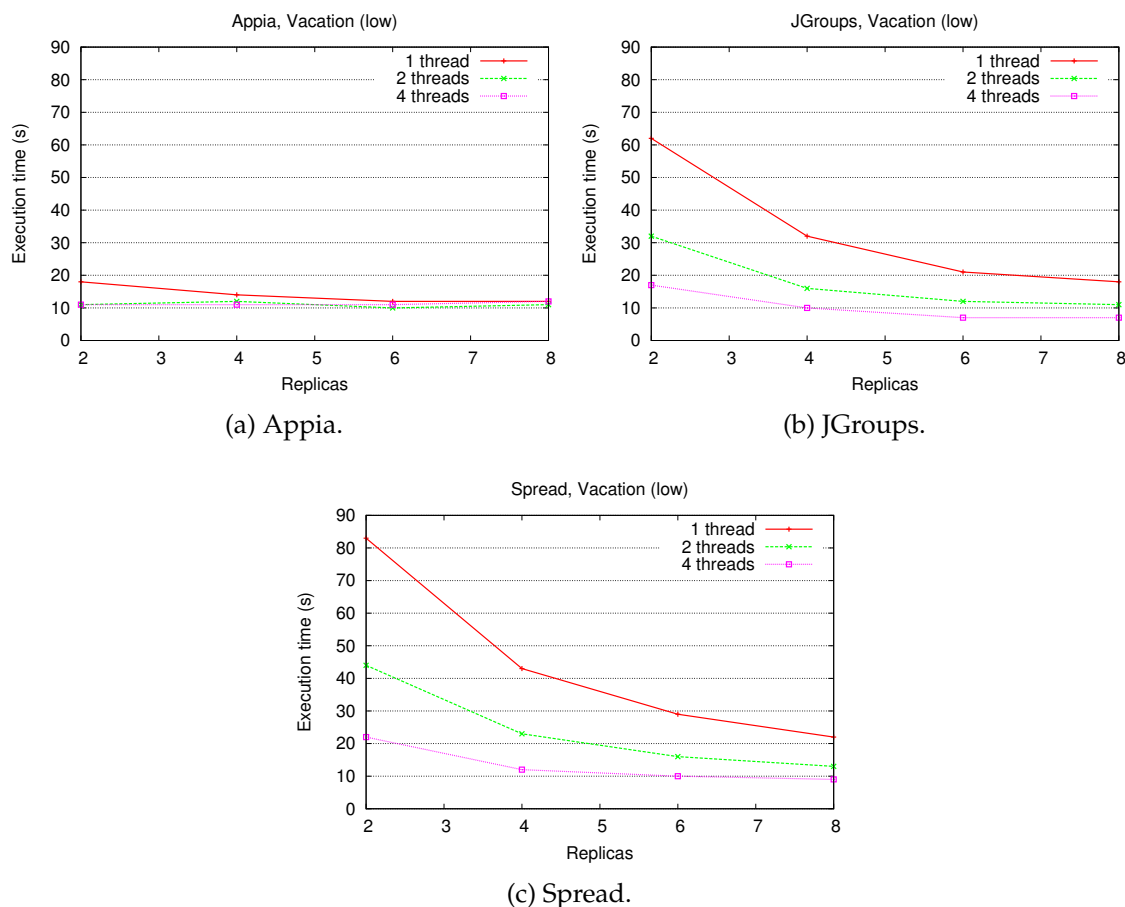 Appia, Vacation (low)
90
80
70
60
50
40
30
20
10
0
Execution time (s)
1 thread
2 threads
4 threads
2 3 4 5 6 7 8
Replicas
(a) Appia.
JGroups, Vacation (low)
90
80
70
60
50
40
30
20
10
0
Execution time (s)
1 thread
2 threads
4 threads
2 3 4 5 6 7 8
Replicas
(b) JGroups.
Spread, Vacation (low)
90
80
70
60
50
40
30
20
10
0
Execution time (s)
1 thread
2 threads
4 threads
2 3 4 5 6 7 8
Replicas
(c) Spread.